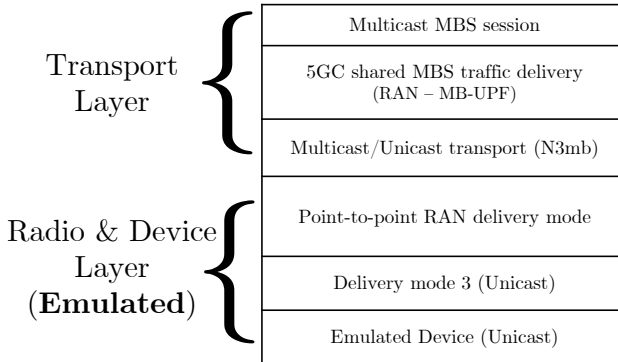 Transport
Layer
Multicast MBS session
5GC shared MBS traffic delivery
(RAN – MB-UPF)
Multicast/Unicast transport (N3mb)
Radio & Device
Layer
(Emulated)
Point-to-point RAN delivery mode
Delivery mode 3 (Unicast)
Emulated Device (Unicast)